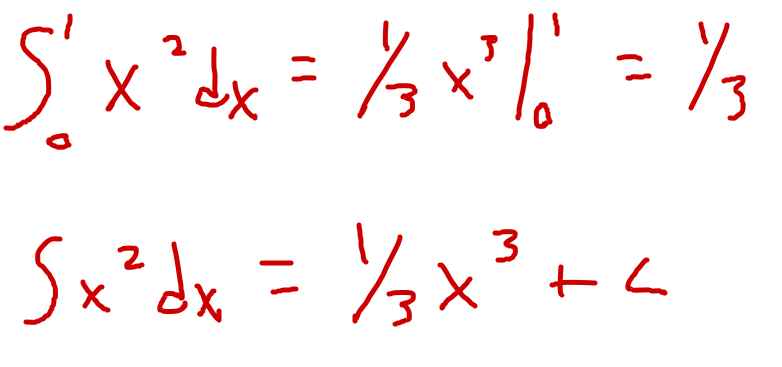 ∫₀¹ x² dx = 1/3 x³ |₀¹ = 1/3
∫ x² dx = 1/3 x³ + c